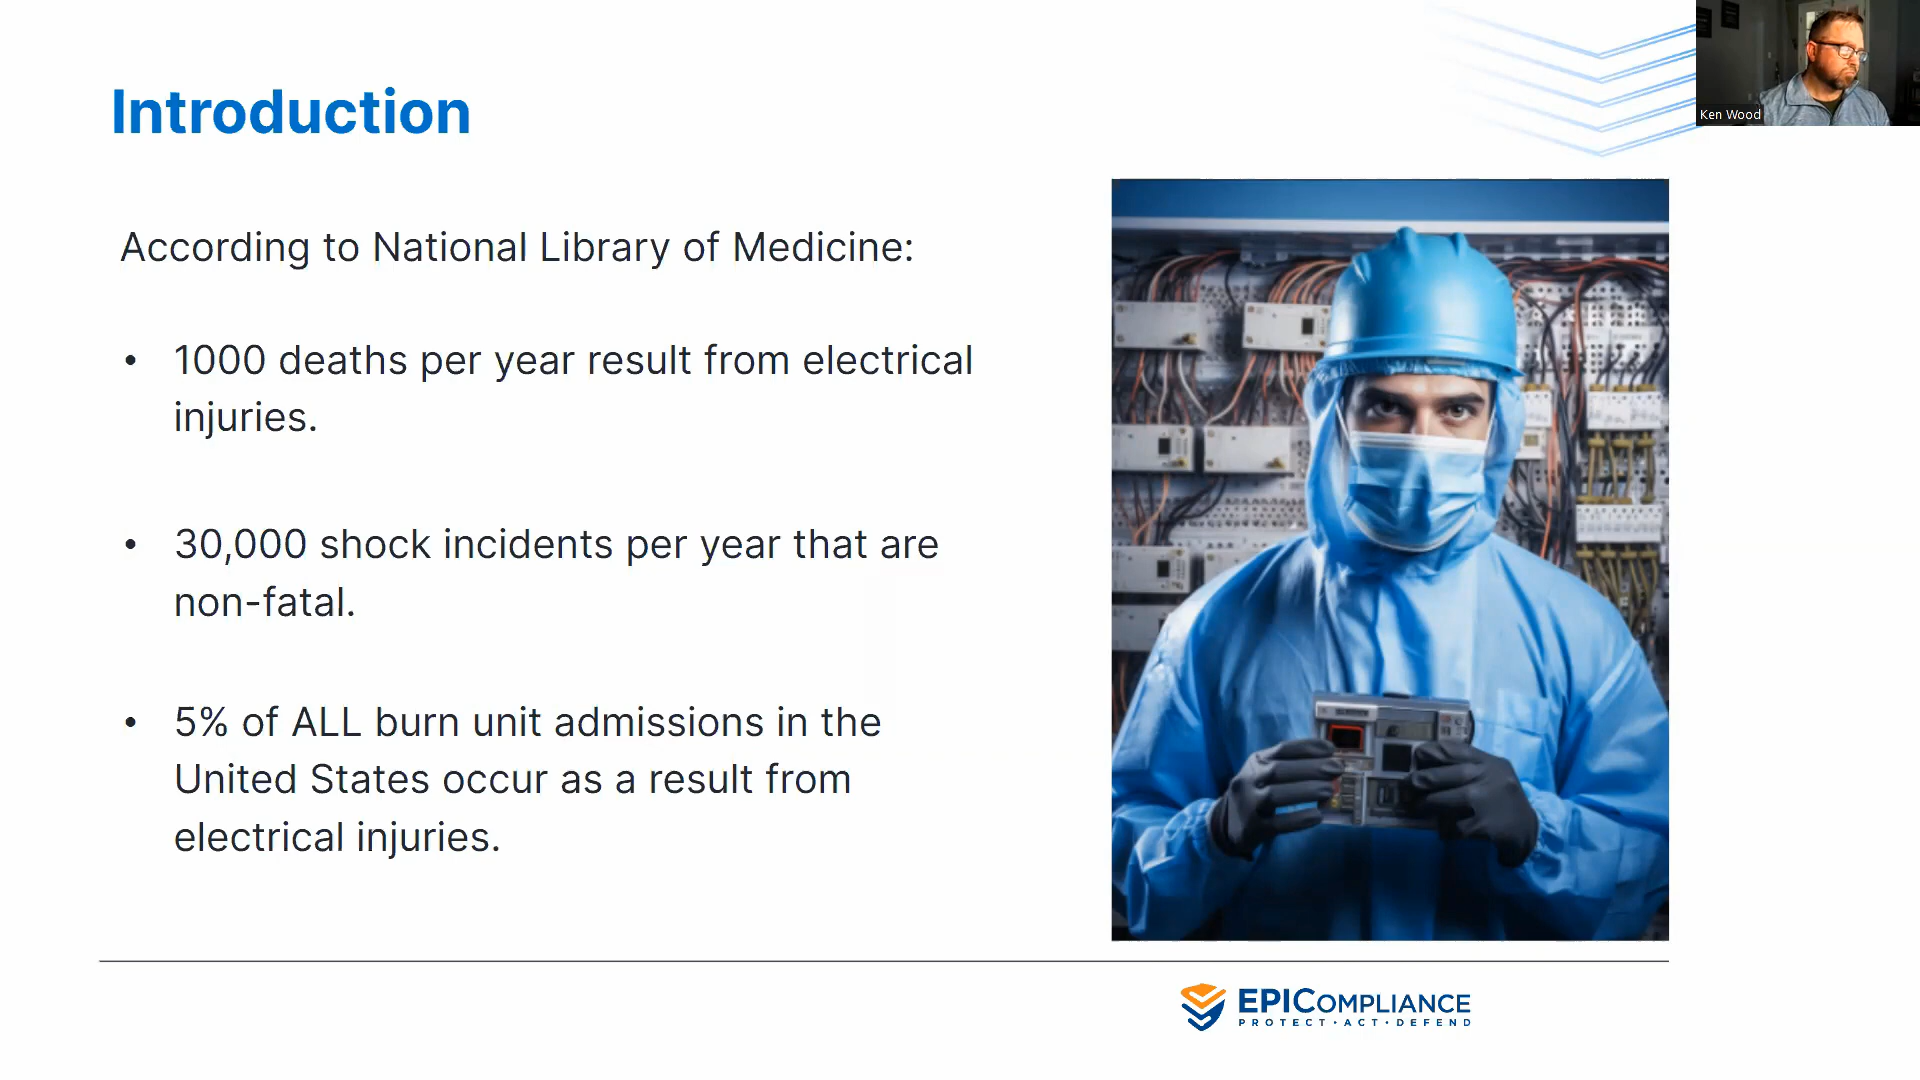 Introduction
Ken Wood
According to National Library of Medicine:
• 1000 deaths per year result from electrical
injuries.
• 30,000 shock incidents per year that are
non-fatal.
• 5% of ALL burn unit admissions in the
United States occur as a result from
electrical injuries.
EPICOMPLIANCE
PROTECT・ACT・DEFEND